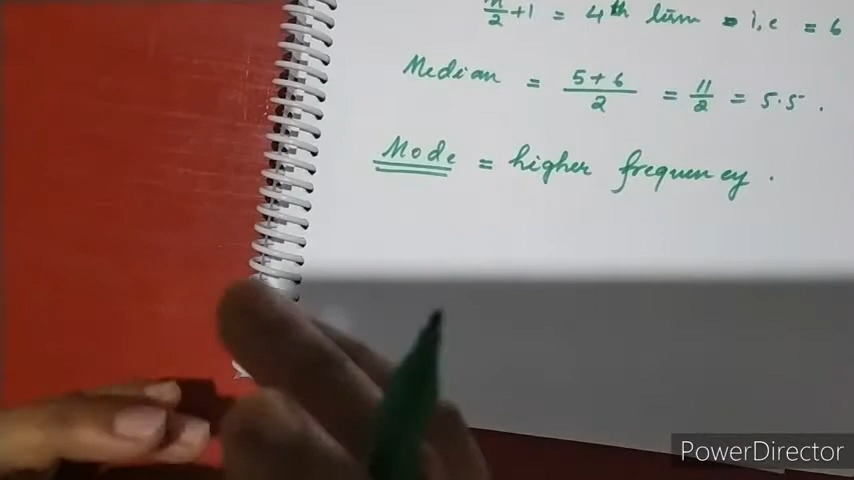 n/2 +1 = 4th term = i,e = 6
Median = 5+6/2 = 11/2 = 5.5 .
Mode = higher frequency .
PowerDirector